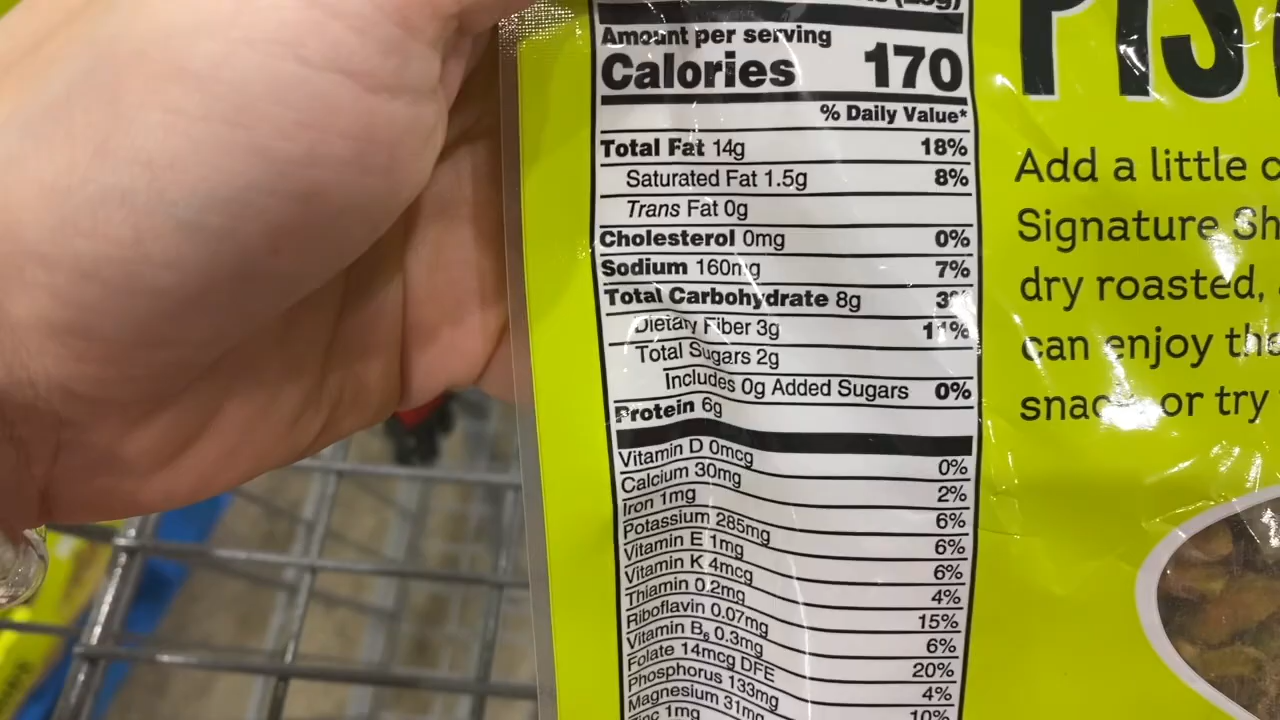 Amount per serving
Calories 170
% Daily Value*
Total Fat 14g 18%
Saturated Fat 1.5g 8%
Trans Fat 0g
Cholesterol 0mg 0%
Sodium 160mg 7%
Total Carbohydrate 8g 3%
Dietary Fiber 3g 11%
Total Sugars 2g
Includes 0g Added Sugars 0%
Protein 6g
Vitamin D 0mcg 0%
Calcium 30mg 2%
Iron 1mg 6%
Potassium 285mg 6%
Vitamin E 1mg 6%
Vitamin K 4mcg 4%
Thiamin 0.2mg 15%
Riboflavin 0.07mg 6%
Vitamin B6 0.3mg 20%
Folate 14mcg DFE 4%
Phosphorus 133mg 10%
Magnesium 31mg
Zinc 1mg
PIS
Add a little c
Signature Sh
dry roasted,
can enjoy the
snack, or try